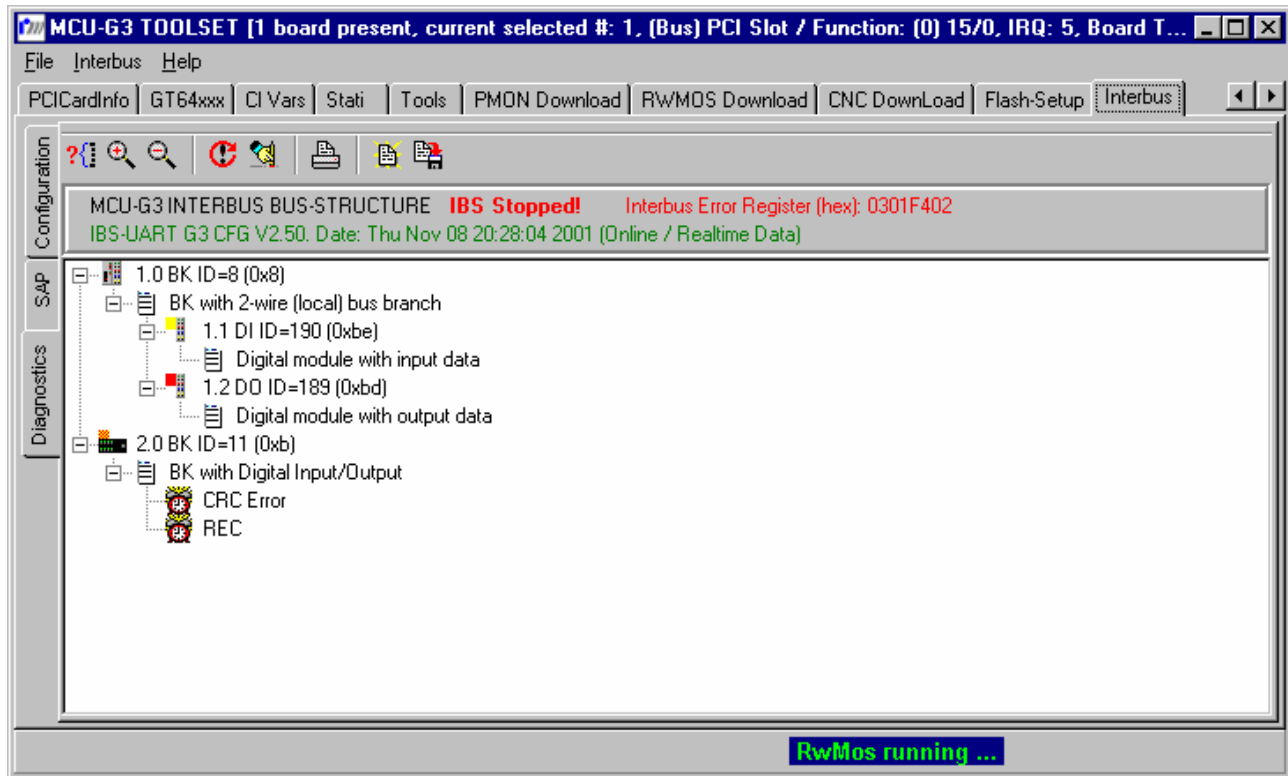 MCU-G3 TOOLSET [1 board present, current selected #: 1, (Bus) PCI Slot / Function: (0) 15/0, IRQ: 5, Board T...
File Interbus Help
PCICardInfo GT64xxx CI Vars Stati Tools PMON Download RWMOS Download CNC DownLoad Flash-Setup Interbus
Configuration
SAP
Diagnostics
MCU-G3 INTERBUS BUS-STRUCTURE IBS Stopped! Interbus Error Register (hex): 0301F402
IBS-UART G3 CFG V2.50. Date: Thu Nov 08 20:28:04 2001 (Online / Realtime Data)
1.0 BK ID=8 (0x8)
BK with 2-wire (local) bus branch
1.1 DI ID=190 (0xbe)
Digital module with input data
1.2 DO ID=189 (0xbd)
Digital module with output data
2.0 BK ID=11 (0xb)
BK with Digital Input/Output
CRC Error
REC
RwMos running ...